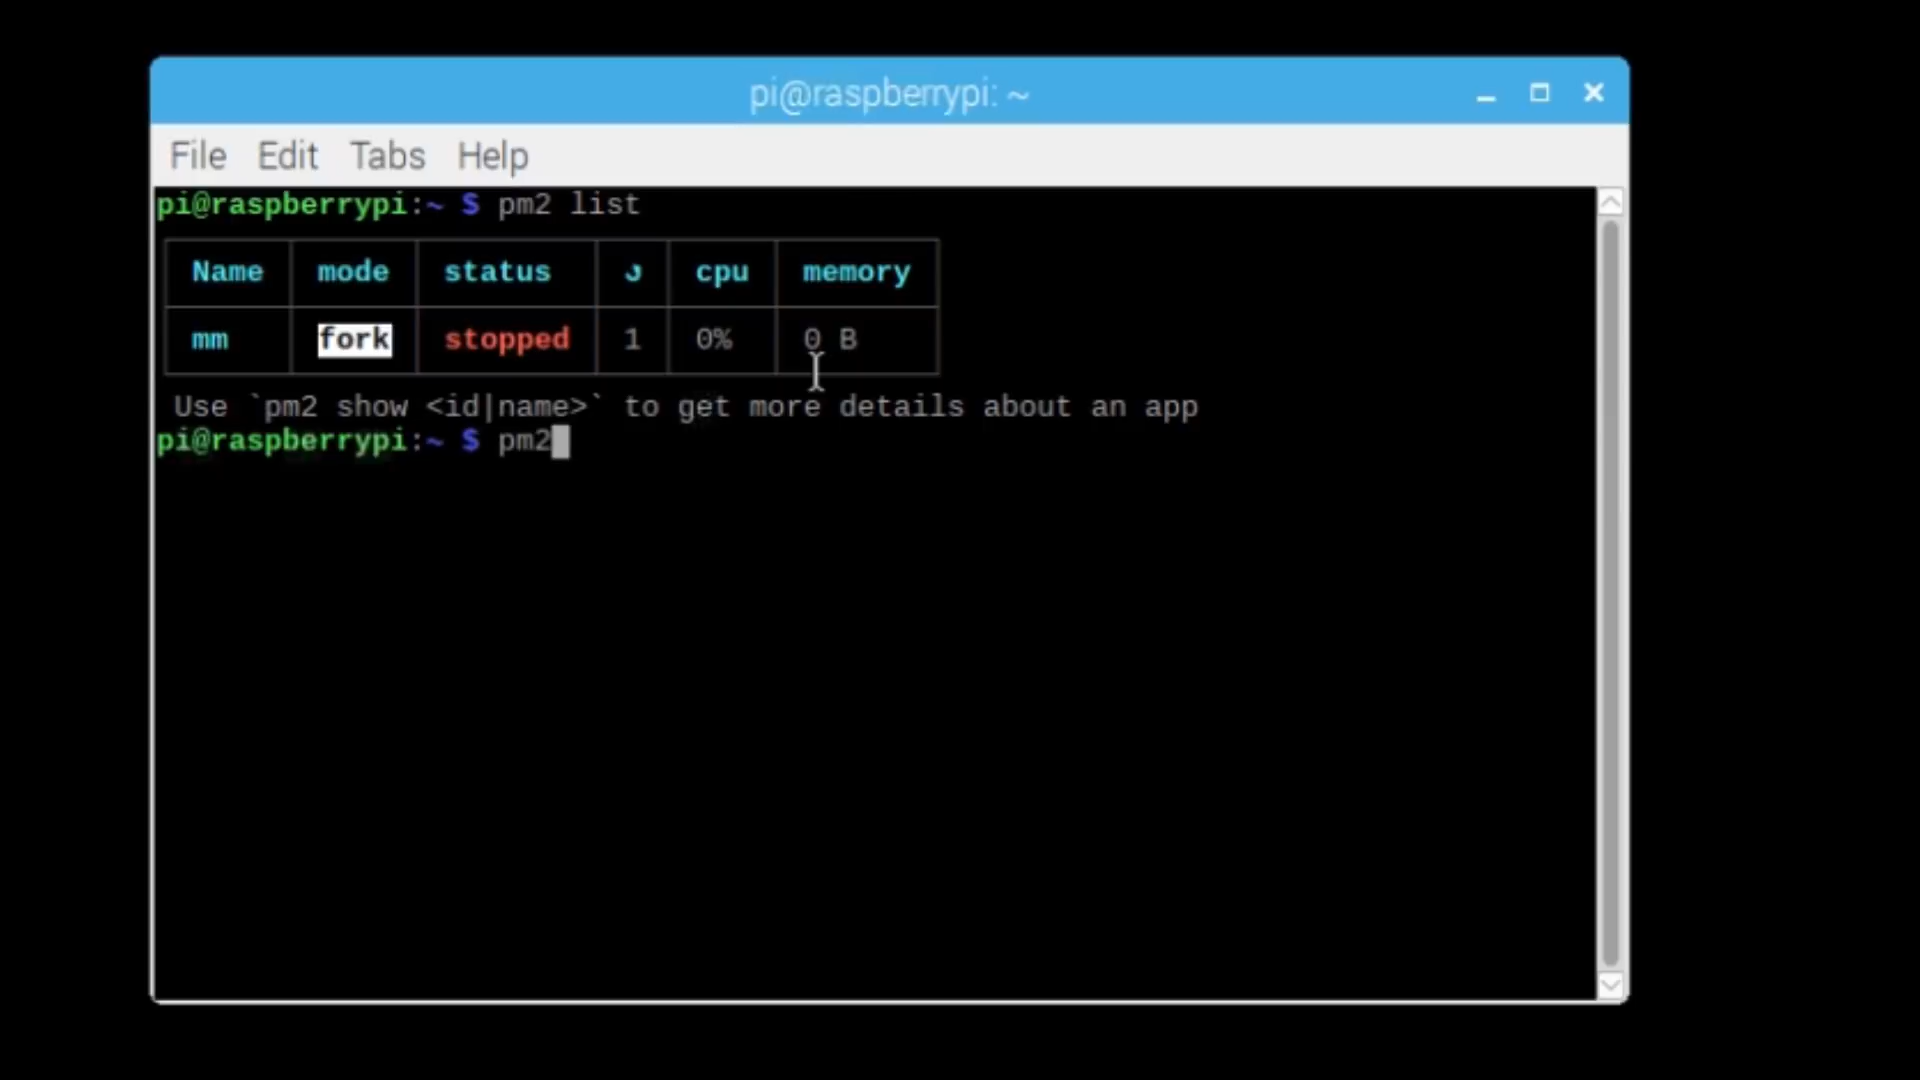 pi@raspberrypi: ~
File Edit Tabs Help
pi@raspberrypi:~ $ pm2 list
Name mode status ↺ cpu memory
mm fork stopped 1 0% 0 B
Use `pm2 show <id|name>` to get more details about an app
pi@raspberrypi:~ $ pm2